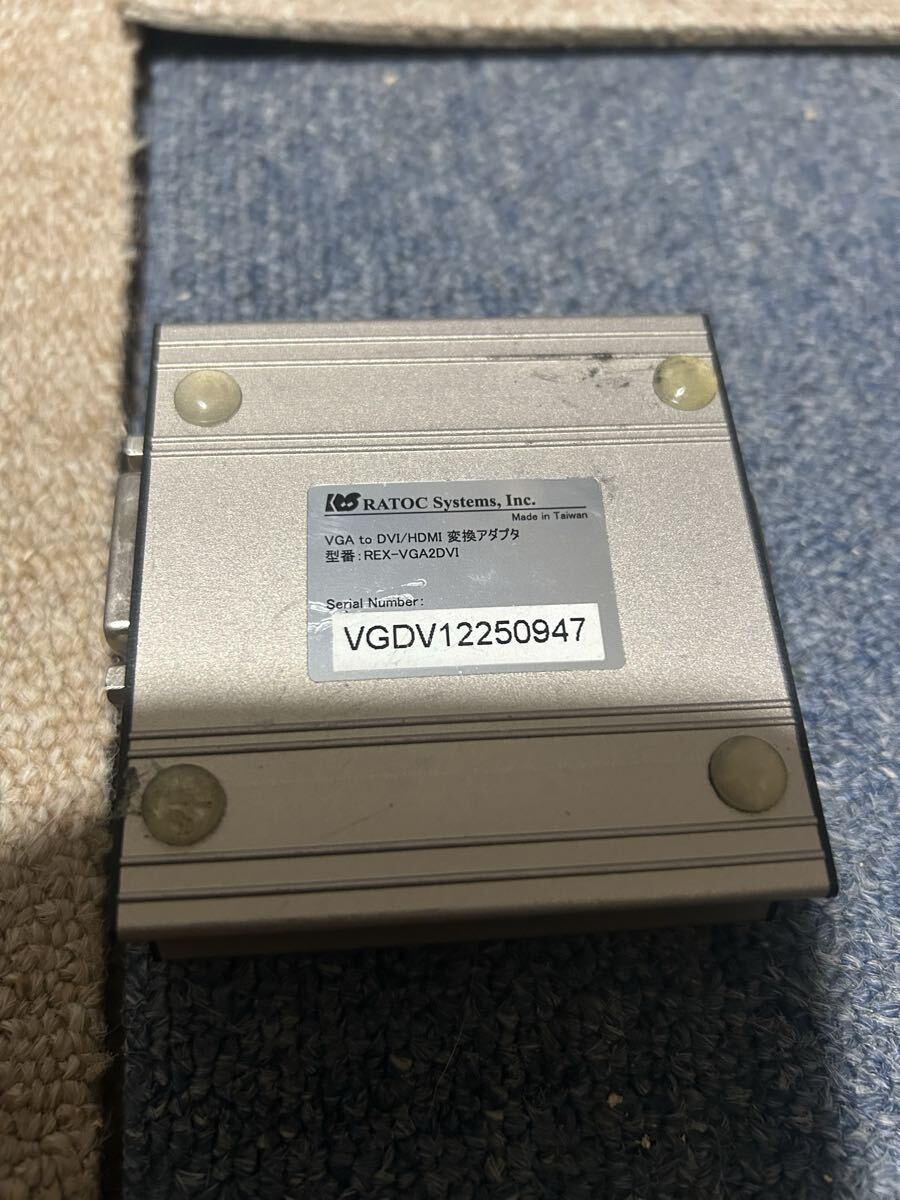 RATOC Systems, Inc.
Made in Taiwan
VGA to DVI/HDMI 変換アダプタ
型番:REX-VGA2DVI
Serial Number:
VGDV12250947